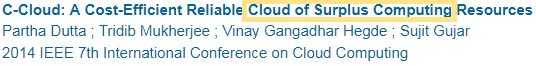 C-Cloud: A Cost-Efficient Reliable Cloud of Surplus Computing Resources
Partha Dutta ; Tridib Mukherjee ; Vinay Gangadhar Hegde ; Sujit Gujar
2014 IEEE 7th International Conference on Cloud Computing